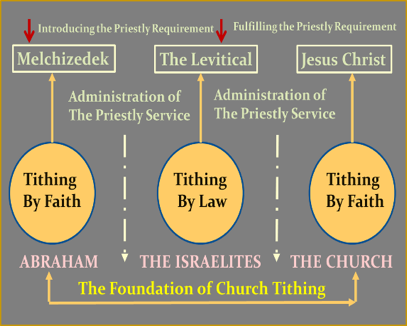 Introducing the Priestly Requirement
Fulfilling the Priestly Requirement
Melchizedek
The Levitical
Jesus Christ
Administration of
The Priestly Service
Administration of
The Priestly Service
Tithing
By Faith
Tithing
By Law
Tithing
By Faith
ABRAHAM
THE ISRAELITES
THE CHURCH
The Foundation of Church Tithing